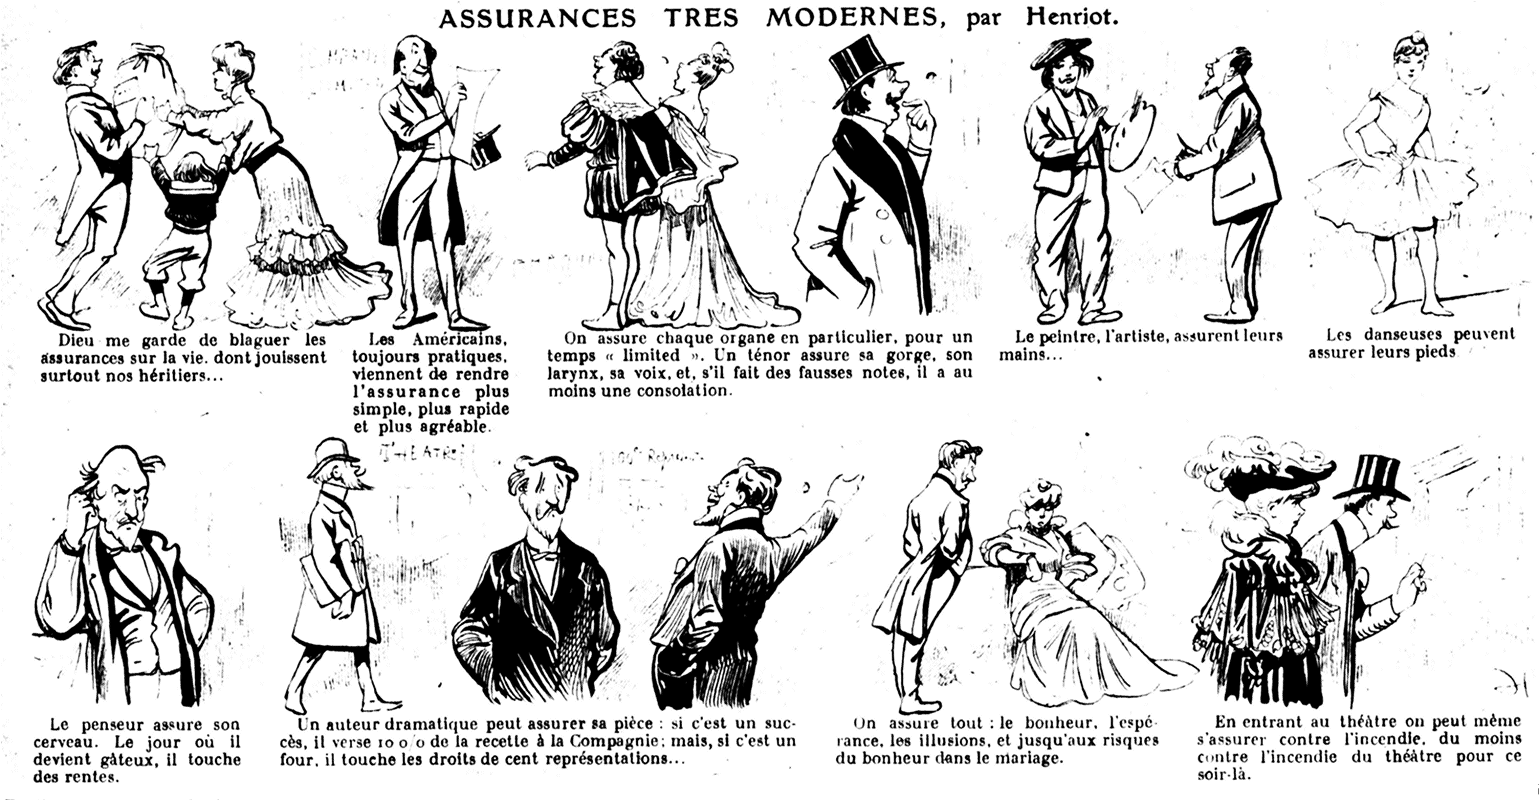 ASSURANCES TRES MODERNES, par Henriot.
Dieu me garde de blaguer les
assurances sur la vie, dont jouissent
surtout nos héritiers...
Les Américains,
toujours pratiques,
viennent de rendre
l'assurance plus
simple, plus rapide
et plus agréable.
On assure chaque organe en particulier, pour un
temps « limited ». Un ténor assure sa gorge, son
larynx, sa voix, et, s'il fait des fausses notes, il a au
moins une consolation.
Le peintre, l'artiste, assurent leurs
mains...
Les danseuses peuvent
assurer leurs pieds
THEATRE
Le penseur assure son
cerveau. Le jour où il
devient gâteux, il touche
des rentes.
Un auteur dramatique peut assurer sa pièce : si c'est un suc-
cès, il verse 10 0/0 de la recette à la Compagnie; mais, si c'est un
four, il touche les droits de cent représentations...
On assure tout : le bonheur, l'espé-
rance, les illusions, et jusqu'aux risques
du bonheur dans le mariage.
En entrant au théâtre on peut même
s'assurer contre l'incendie, du moins
contre l'incendie du théâtre pour ce
soir-là.